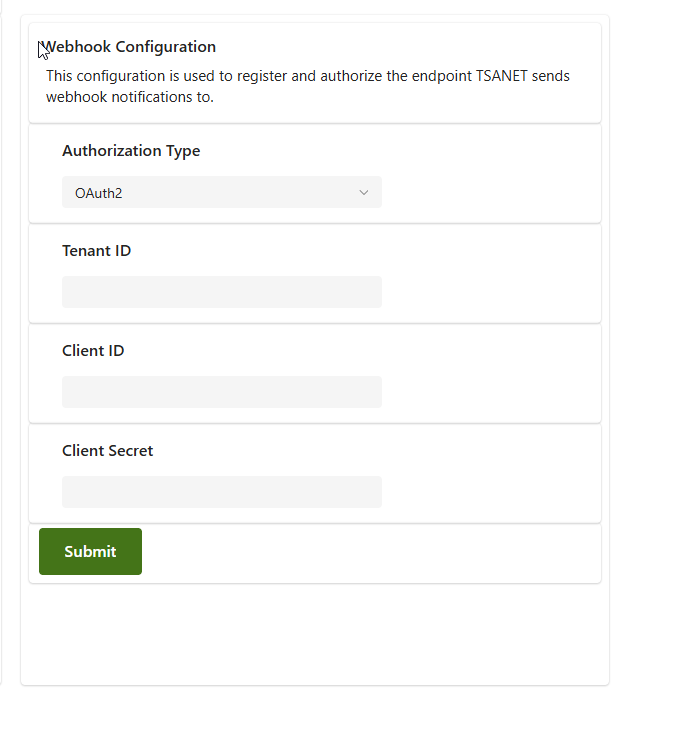 Webhook Configuration
This configuration is used to register and authorize the endpoint TSANET sends
webhook notifications to.
Authorization Type
OAuth2
Tenant ID
Client ID
Client Secret
Submit